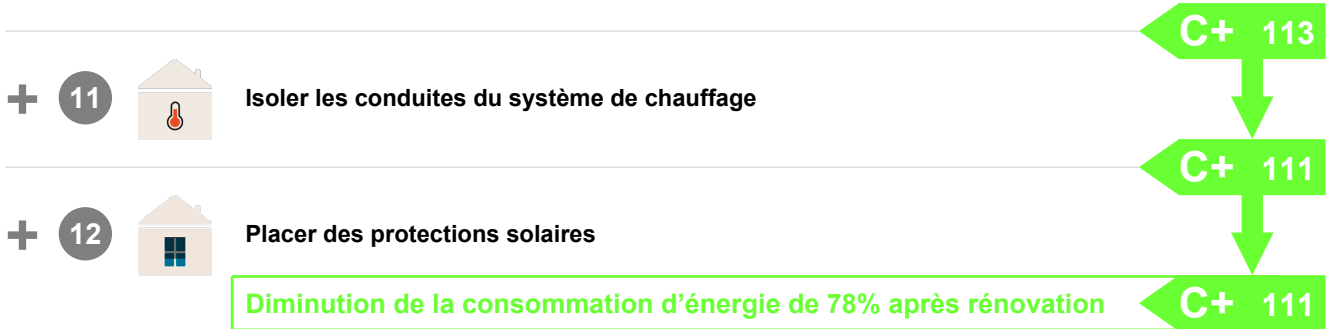 C+ 113
+ 11 Isoler les conduites du système de chauffage
C+ 111
+ 12 Placer des protections solaires
Diminution de la consommation d’énergie de 78% après rénovation C+ 111